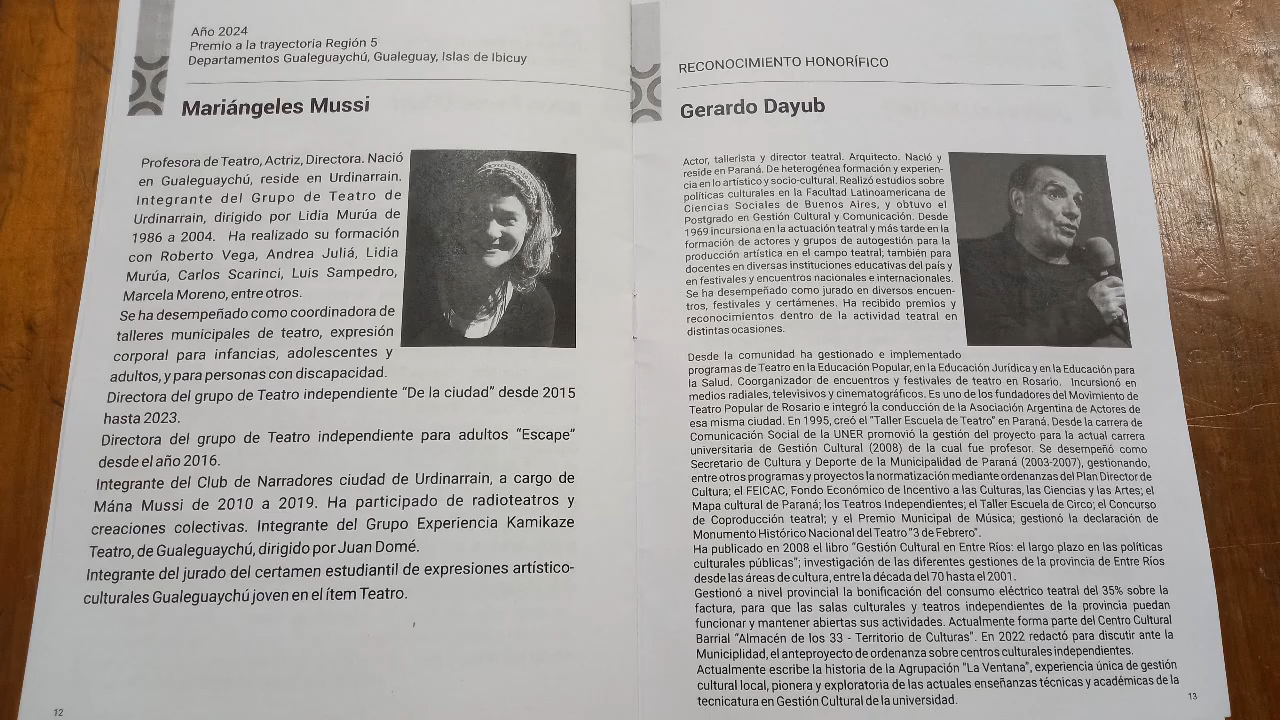 Año 2024
Premio a la trayectoria Región 5
Departamentos Gualeguaychú, Gualeguay, Islas de Ibicuy
Mariángeles Mussi
Profesora de Teatro, Actriz, Directora. Nació
en Gualeguaychú, reside en Urdinarrain.
Integrante del Grupo de Teatro de
Urdinarrain, dirigido por Lidia Murúa de
1986 a 2004. Ha realizado su formación
con Roberto Vega, Andrea Juliá, Lidia
Murúa, Carlos Scarinci, Luis Sampedro,
Marcela Moreno, entre otros.
Se ha desempeñado como coordinadora de
talleres municipales de teatro, expresión
corporal para infancias, adolescentes y
adultos, y para personas con discapacidad.
Directora del grupo de Teatro independiente “De la ciudad” desde 2015
hasta 2023.
Directora del grupo de Teatro independiente para adultos “Escape”
desde el año 2016.
Integrante del Club de Narradores ciudad de Urdinarrain, a cargo de
Mána Mussi de 2010 a 2019. Ha participado de radioteatros y
creaciones colectivas. Integrante del Grupo Experiencia Kamikaze
Teatro, de Gualeguaychú, dirigido por Juan Domé.
Integrante del jurado del certamen estudiantil de expresiones artístico-
culturales Gualeguaychú joven en el ítem Teatro.
12
RECONOCIMIENTO HONORÍFICO
Gerardo Dayub
Actor, tallerista y director teatral. Arquitecto. Nació y
reside en Paraná. De heterogénea formación y experien-
cia en lo artístico y socio-cultural. Realizó estudios sobre
políticas culturales en la Facultad Latinoamericana de
Ciencias Sociales de Buenos Aires, y obtuvo el
Postgrado en Gestión Cultural y Comunicación. Desde
1969 incursiona en la actuación teatral y más tarde en la
formación de actores y grupos de autogestión para la
producción artística en el campo teatral; también para
docentes en diversas instituciones educativas del país y
en festivales y encuentros nacionales e internacionales.
Se ha desempeñado como jurado en diversos encuen-
tros, festivales y certámenes. Ha recibido premios y
reconocimientos dentro de la actividad teatral en
distintas ocasiones.
Desde la comunidad ha gestionado e implementado
programas de Teatro en la Educación Popular, en la Educación Jurídica y en la Educación para
la Salud. Coorganizador de encuentros y festivales de teatro en Rosario. Incursionó en
medios radiales, televisivos y cinematográficos. Es uno de los fundadores del Movimiento de
Teatro Popular de Rosario e integró la conducción de la Asociación Argentina de Actores de
esa misma ciudad. En 1995, creó el “Taller Escuela de Teatro” en Paraná. Desde la carrera de
Comunicación Social de la UNER promovió la gestión del proyecto para la actual carrera
universitaria de Gestión Cultural (2008) de la cual fue profesor. Se desempeñó como
Secretario de Cultura y Deporte de la Municipalidad de Paraná (2003-2007), gestionando,
entre otros programas y proyectos la normatización mediante ordenanzas del Plan Director de
Cultura; el FEICAC, Fondo Económico de Incentivo a las Culturas, las Ciencias y las Artes; el
Mapa cultural de Paraná; los Teatros Independientes; el Taller Escuela de Circo; el Concurso
de Coproducción teatral; y el Premio Municipal de Música; gestionó la declaración de
Monumento Histórico Nacional del Teatro “3 de Febrero”.
Ha publicado en 2008 el libro “Gestión Cultural en Entre Ríos: el largo plazo en las políticas
culturales públicas”; investigación de las diferentes gestiones de la provincia de Entre Ríos
desde las áreas de cultura, entre la década del 70 hasta el 2001.
Gestionó a nivel provincial la bonificación del consumo eléctrico teatral del 35% sobre la
factura, para que las salas culturales y teatros independientes de la provincia puedan
funcionar y mantener abiertas sus actividades. Actualmente forma parte del Centro Cultural
Barrial “Almacén de los 33 - Territorio de Culturas”. En 2022 redactó para discutir ante la
Municiplidad, el anteproyecto de ordenanza sobre centros culturales independientes.
Actualmente escribe la historia de la Agrupación “La Ventana”, experiencia única de gestión
cultural local, pionera y exploratoria de las actuales enseñanzas técnicas y académicas de la
tecnicatura en Gestión Cultural de la universidad.
13